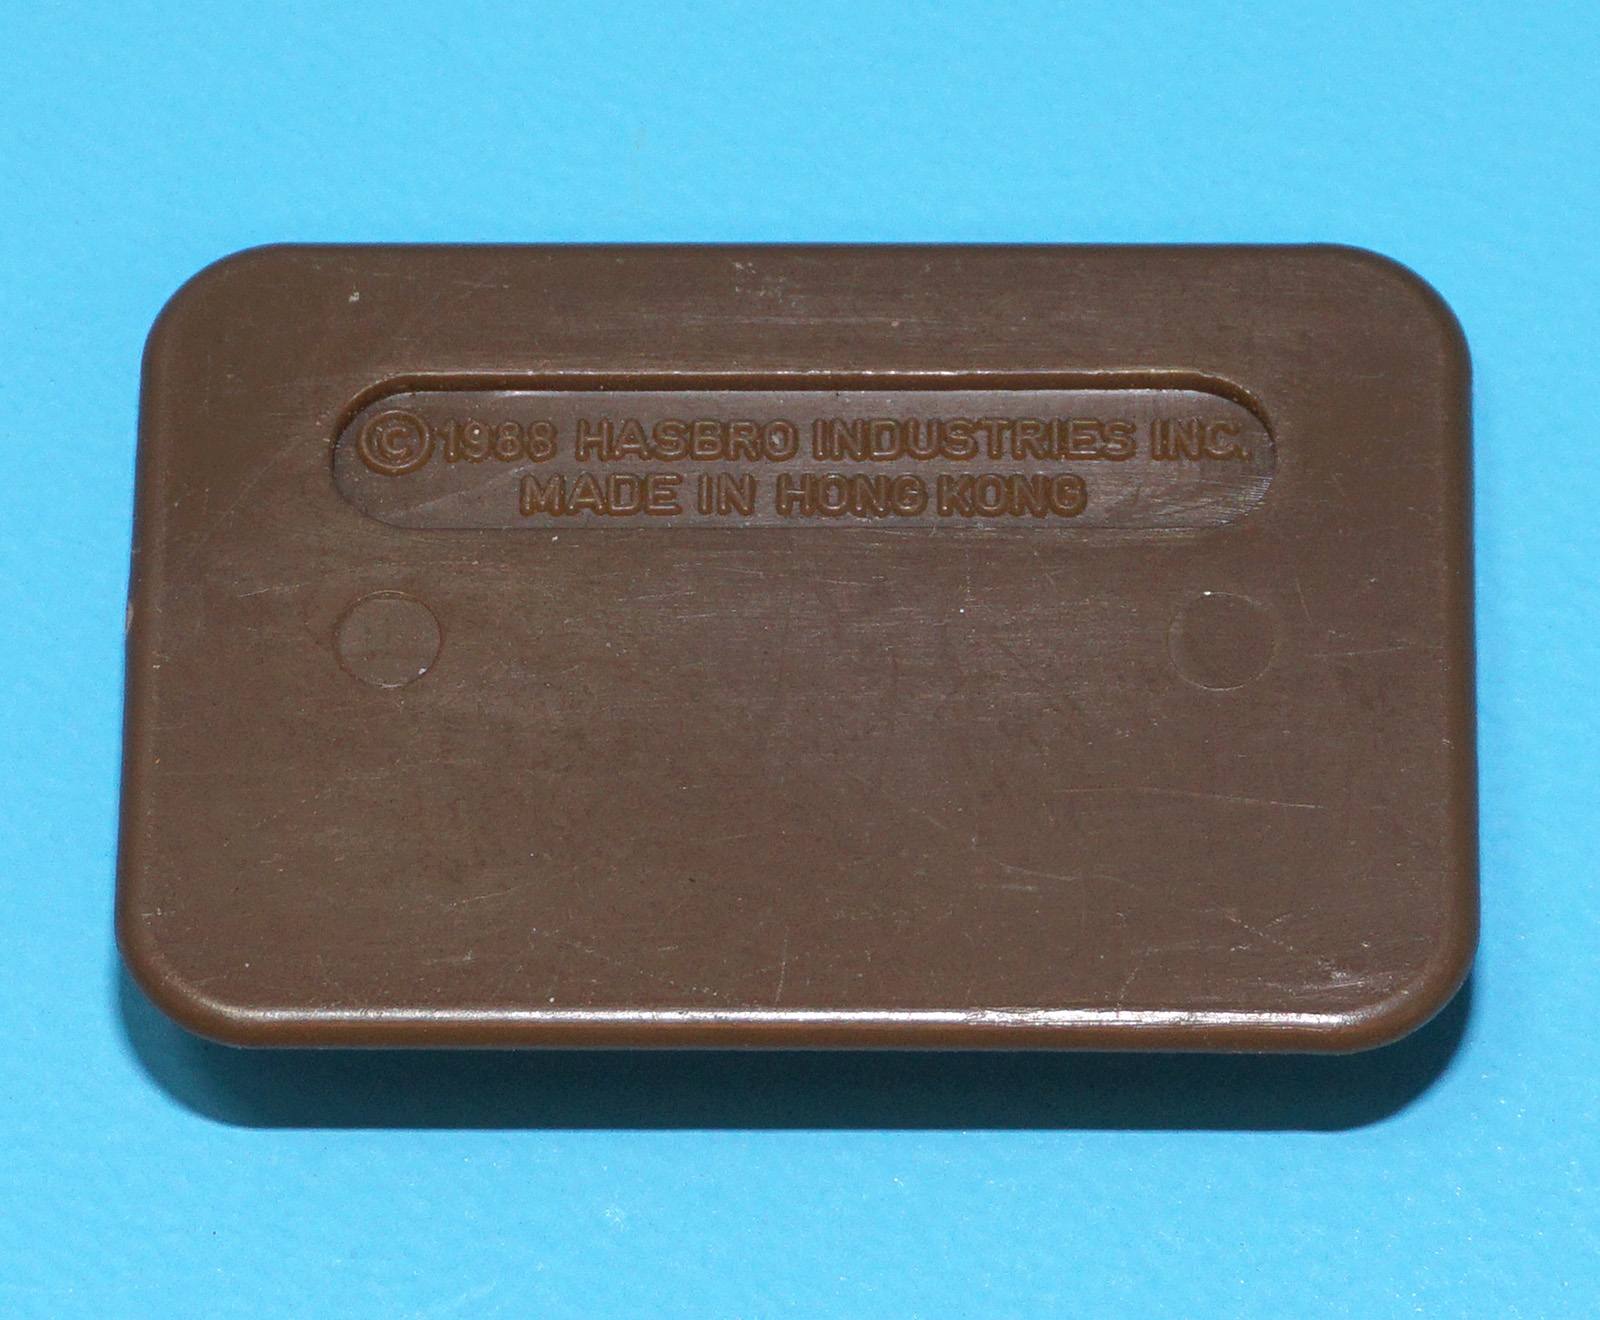 ©1988 HASBRO INDUSTRIES INC.
MADE IN HONG KONG